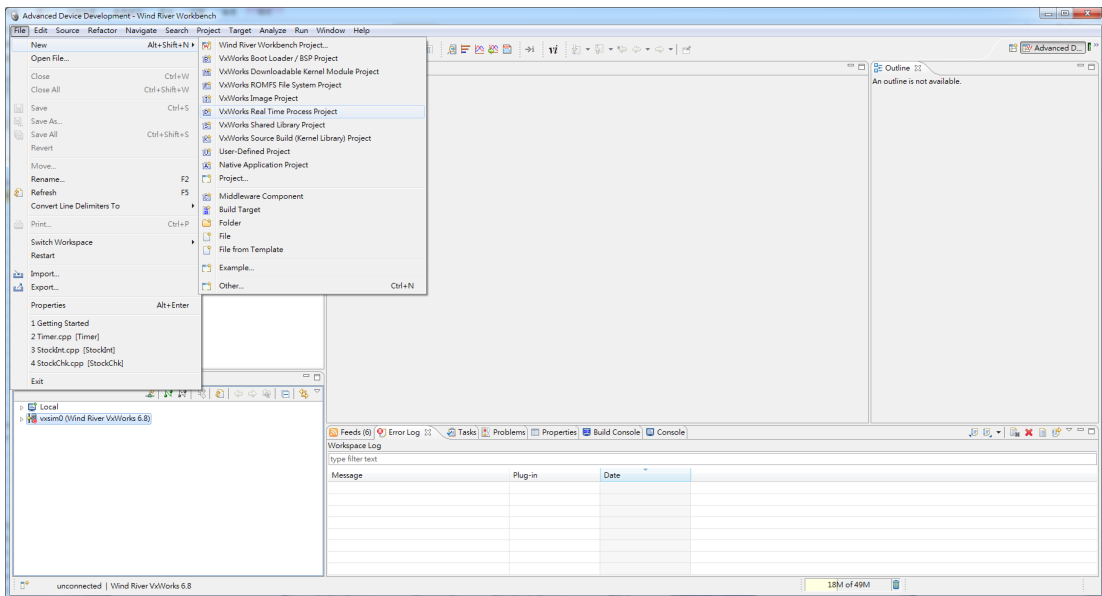 Advanced Device Development - Wind River Workbench
File Edit Source Refactor Navigate Search Project Target Analyze Run Window Help
New Alt+Shift+N
Open File...
Close Ctrl+W
Close All Ctrl+Shift+W
Save Ctrl+S
Save As...
Save All Ctrl+Shift+S
Revert
Move...
Rename... F2
Refresh F5
Convert Line Delimiters To
Print... Ctrl+P
Switch Workspace
Restart
Import...
Export...
Properties Alt+Enter
1 Getting Started
2 Timer.cpp [Timer]
3 StockInt.cpp [StockInt]
4 StockChk.cpp [StockChk]
Exit
Wind River Workbench Project...
VxWorks Boot Loader / BSP Project
VxWorks Downloadable Kernel Module Project
VxWorks ROMFS File System Project
VxWorks Image Project
VxWorks Real Time Process Project
VxWorks Shared Library Project
VxWorks Source Build (Kernel Library) Project
User-Defined Project
Native Application Project
Project...
Middleware Component
Build Target
Folder
File
File from Template
Example...
Other... Ctrl+N
vi
Advanced D...
Outline
An outline is not available.
Local
vxsim0 (Wind River VxWorks 6.8)
Feeds (6) Error Log Tasks Problems Properties Build Console Console
Workspace Log
type filter text
Message Plug-in Date
unconnected | Wind River VxWorks 6.8
18M of 49M